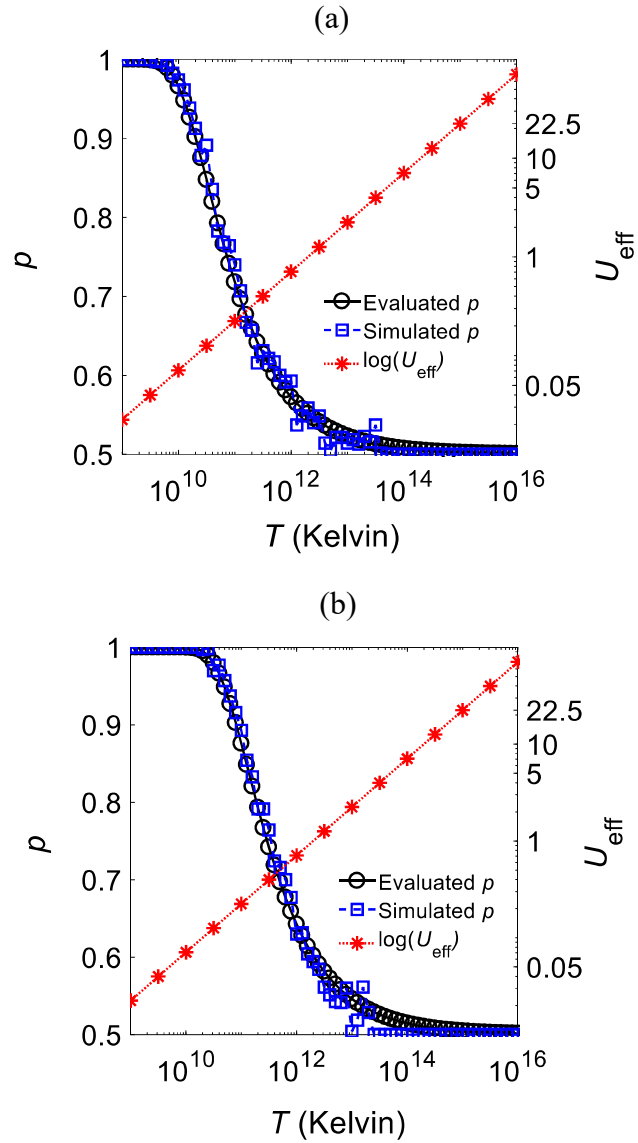 (a)
1
0.9
0.8
0.7
0.6
0.5
p
22.5
10
5
1
0.05
U_eff
Evaluated p
Simulated p
log(U_eff)
10^10 10^12 10^14 10^16
T (Kelvin)
(b)
1
0.9
0.8
0.7
0.6
0.5
p
22.5
10
5
1
0.05
U_eff
Evaluated p
Simulated p
log(U_eff)
10^10 10^12 10^14 10^16
T (Kelvin)